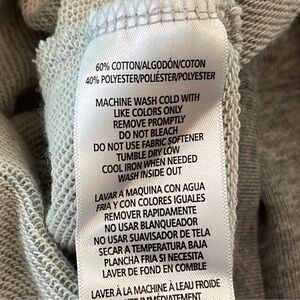 60% COTTON/ALGODÓN/COTON
40% POLYESTER/POLIÉSTER/POLYESTER
MACHINE WASH COLD WITH
LIKE COLORS ONLY
REMOVE PROMPTLY
DO NOT BLEACH
DO NOT USE FABRIC SOFTENER
TUMBLE DRY LOW
COOL IRON WHEN NEEDED
WASH INSIDE OUT
LAVAR A MAQUINA CON AGUA
FRIA Y CON COLORES IGUALES
REMOVER RAPIDAMENTE
NO USAR BLANQUEADOR
NO USAR SUAVISADOR DE TELA
SECAR A TEMPERATURA BAJA
PLANCHA FRIA SI NECESITA
LAVER DE FOND EN COMBLE
LAVER À LA MACHINE À L'EAU FROIDE
IMMÉDIATEMENT